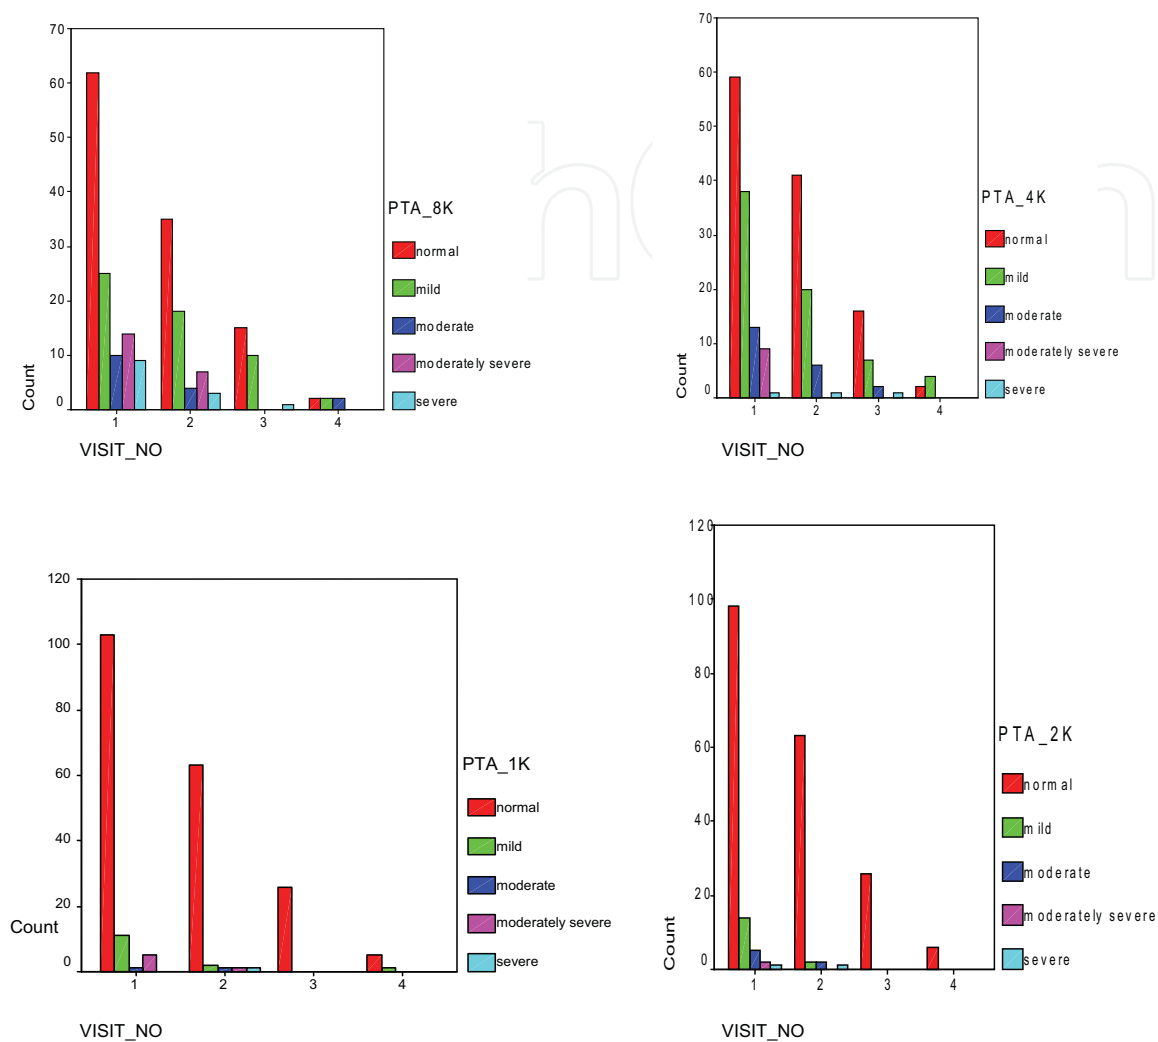 70
60
50
40
30
20
10
0
Count
1 2 3 4
VISIT_NO
PTA_8K
normal
mild
moderate
moderately severe
severe
70
60
50
40
30
20
10
0
Count
1 2 3 4
VISIT_NO
PTA_4K
normal
mild
moderate
moderately severe
severe
120
100
80
60
40
20
0
Count
1 2 3 4
VISIT_NO
PTA_1K
normal
mild
moderate
moderately severe
severe
120
100
80
60
40
20
0
Count
1 2 3 4
VISIT_NO
PTA_2K
normal
mild
moderate
moderately severe
severe